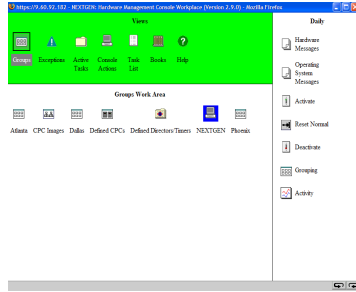 https://9.60.92.182 - NEXTGEN: Hardware Management Console Workplace (Version 2.9.0) - Mozilla Firefox
Views
Groups Exceptions Active Tasks Console Actions Task List Books Help
Groups Work Area
Atlanta CPC Images Dallas Defined CPCs Defined Directors/Timers NEXTGEN Phoenix
Daily
Hardware Messages
Operating System Messages
Activate
Reset Normal
Deactivate
Grouping
Activity